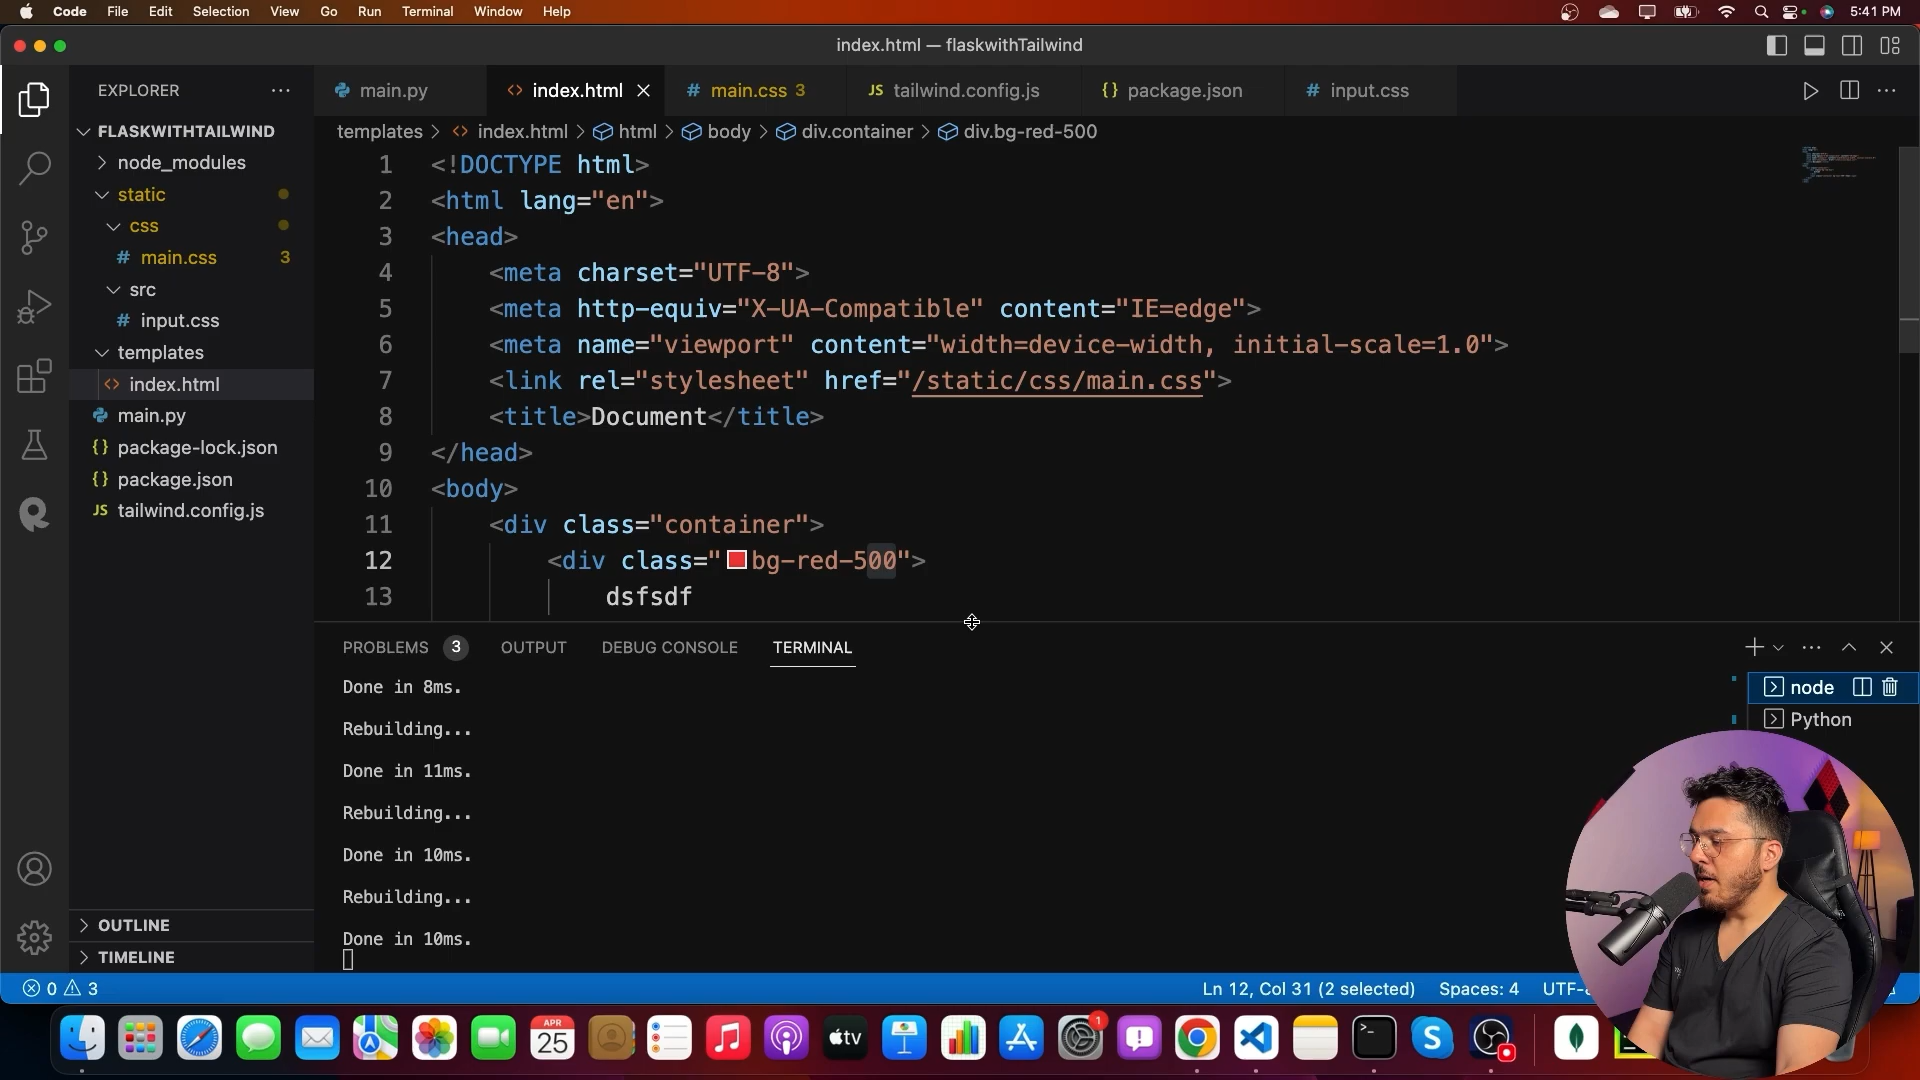 Code File Edit Selection View Go Run Terminal Window Help 5:41 PM
index.html — flaskwithTailwind
EXPLORER
main.py index.html main.css 3 JS tailwind.config.js {} package.json # input.css
FLASKWITHTAILWIND
templates > index.html > html > body > div.container > div.bg-red-500
node_modules
static
css
# main.css 3
src
# input.css
templates
index.html
main.py
{} package-lock.json
{} package.json
JS tailwind.config.js
OUTLINE
TIMELINE
1 <!DOCTYPE html>
2 <html lang="en">
3 <head>
4 <meta charset="UTF-8">
5 <meta http-equiv="X-UA-Compatible" content="IE=edge">
6 <meta name="viewport" content="width=device-width, initial-scale=1.0">
7 <link rel="stylesheet" href="/static/css/main.css">
8 <title>Document</title>
9 </head>
10 <body>
11 <div class="container">
12 <div class="bg-red-500">
13 dsfsdf
PROBLEMS 3 OUTPUT DEBUG CONSOLE TERMINAL
Done in 8ms.
Rebuilding...
Done in 11ms.
Rebuilding...
Done in 10ms.
Rebuilding...
Done in 10ms.
node
Python
0 3 Ln 12, Col 31 (2 selected) Spaces: 4
APR
25
tv
1